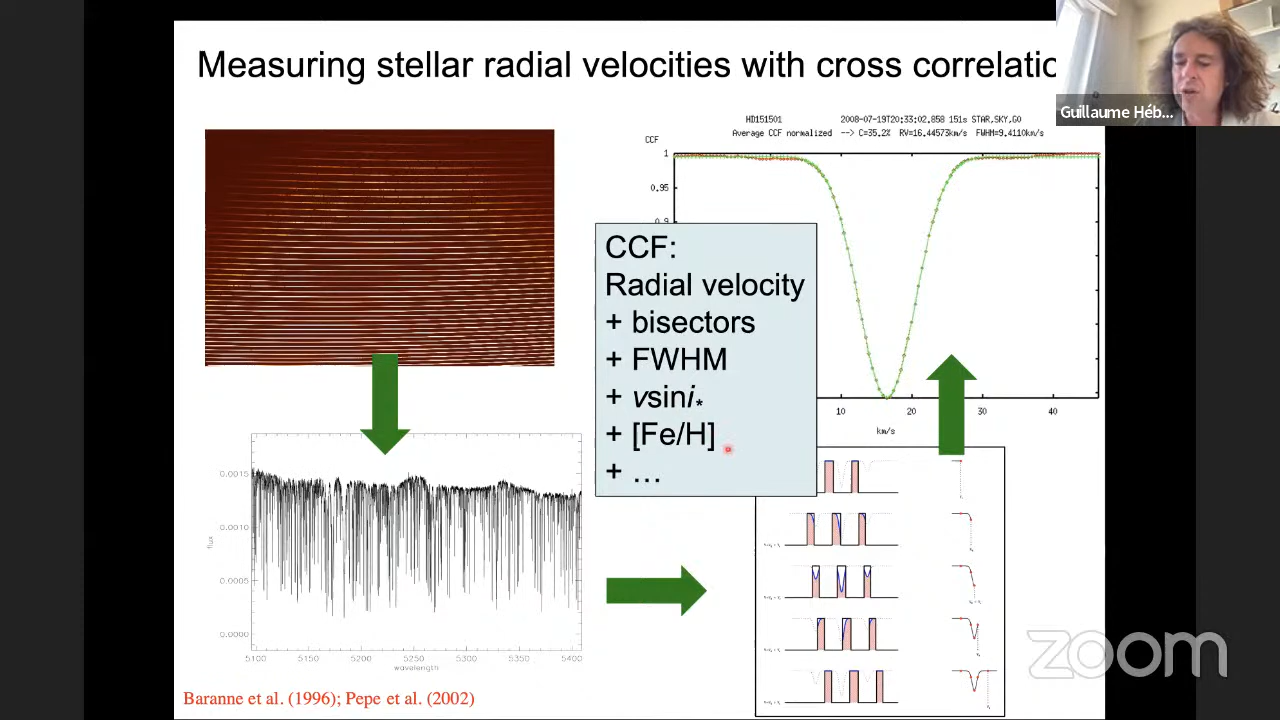 Measuring stellar radial velocities with cross correlatio
Guillaume Héb...
HD151501 2008-07-19T20:33:02.858 151s STAR,SKY,GO
Average CCF normalized --> C=35.2% RV=16.44573km/s FWHM=9.4110km/s
CCF
1
0.95
0.9
10 20 30 40
km/s
CCF:
Radial velocity
+ bisectors
+ FWHM
+ vsini*
+ [Fe/H]
+ …
0.0015
0.0010
0.0005
0.0000
flux
5100 5150 5200 5250 5300 5350 5400
wavelength
zoom
Baranne et al. (1996); Pepe et al. (2002)